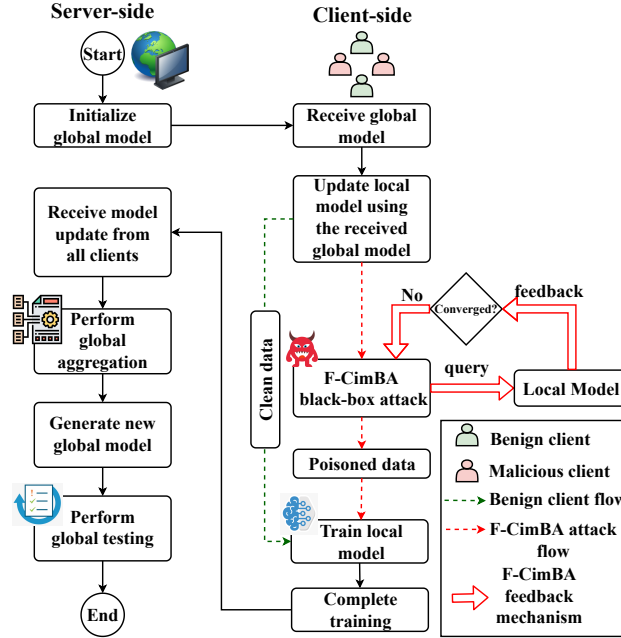 Server-side
Client-side
Start
Initialize
global model
Receive global
model
Update local
model using
the received
global model
Receive model
update from
all clients
Perform
global
aggregation
Generate new
global model
Perform
global testing
End
Clean data
No
Converged?
feedback
F-CimBA
black-box attack
query
Local Model
Poisoned data
Train local
model
Complete
training
Benign client
Malicious client
Benign client flow
F-CimBA attack
flow
F-CimBA
feedback
mechanism